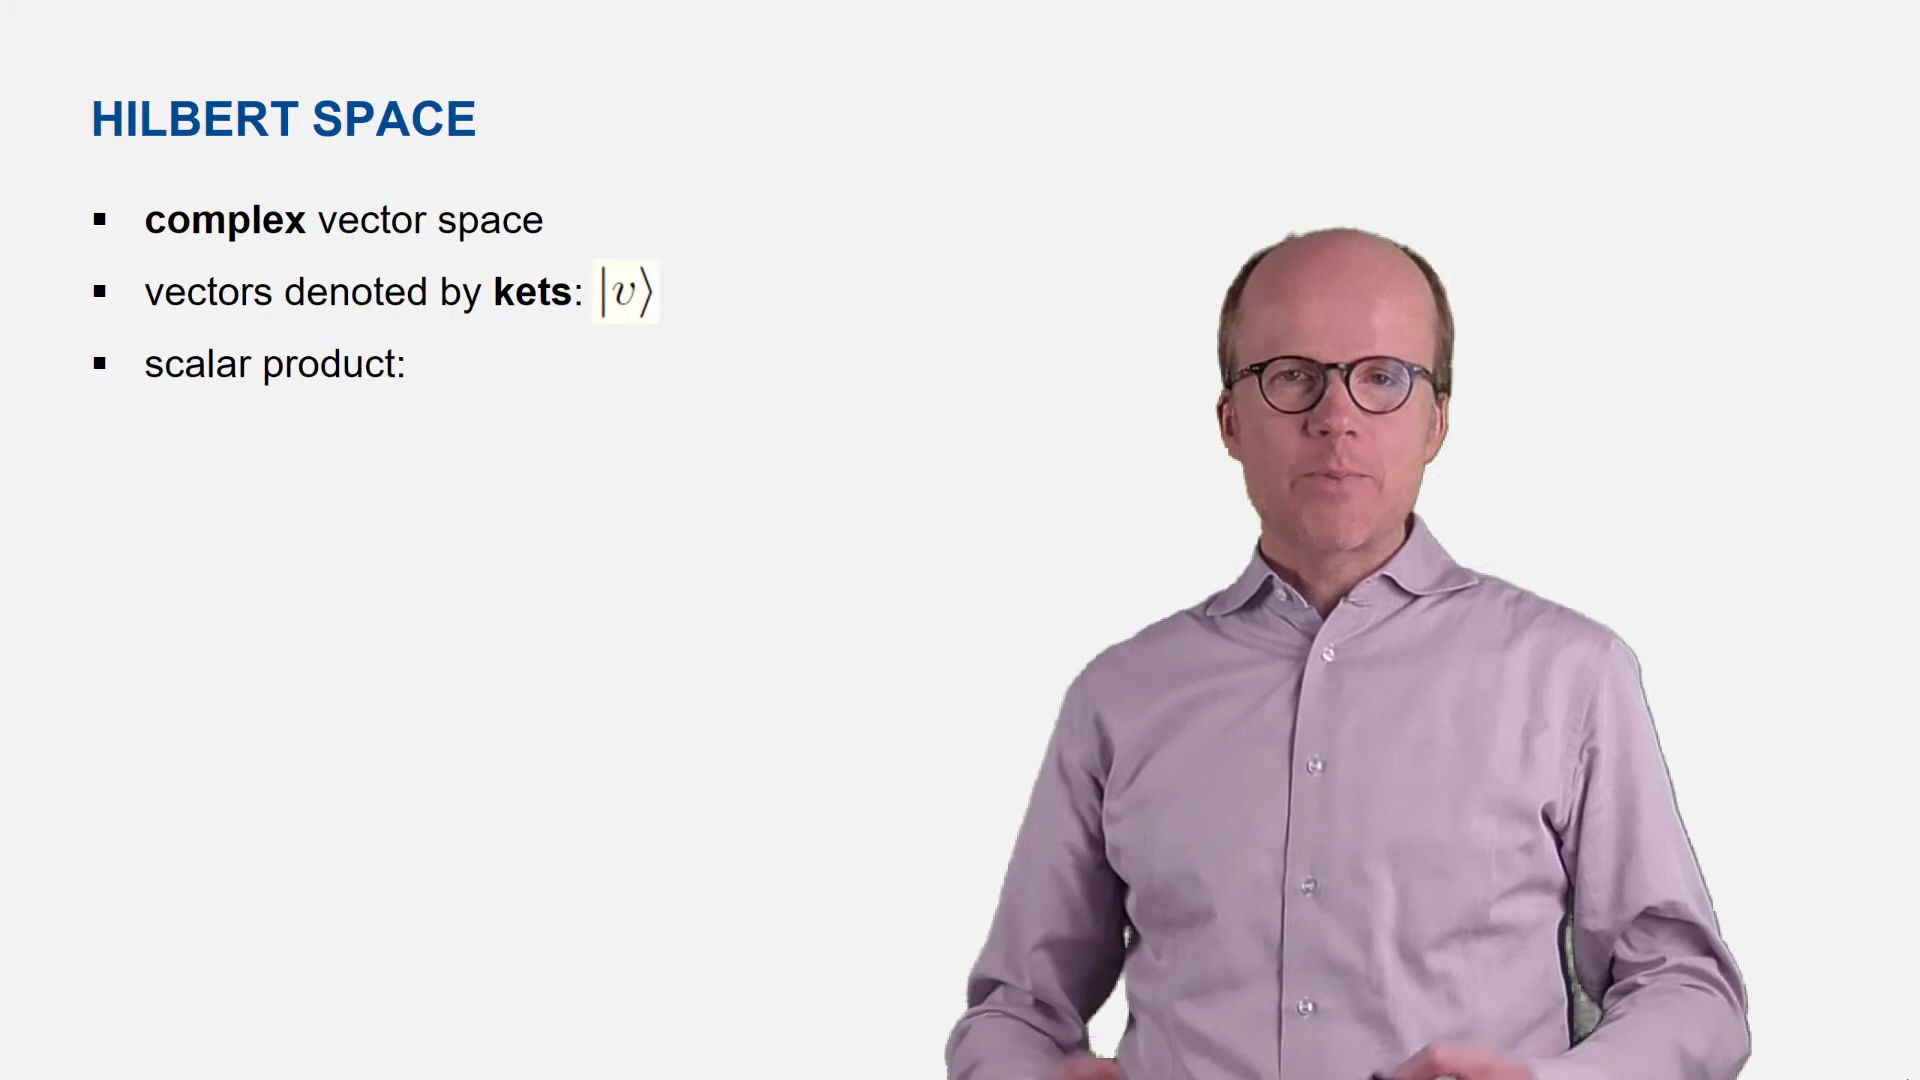 HILBERT SPACE
▪ complex vector space
▪ vectors denoted by kets: |v⟩
▪ scalar product: